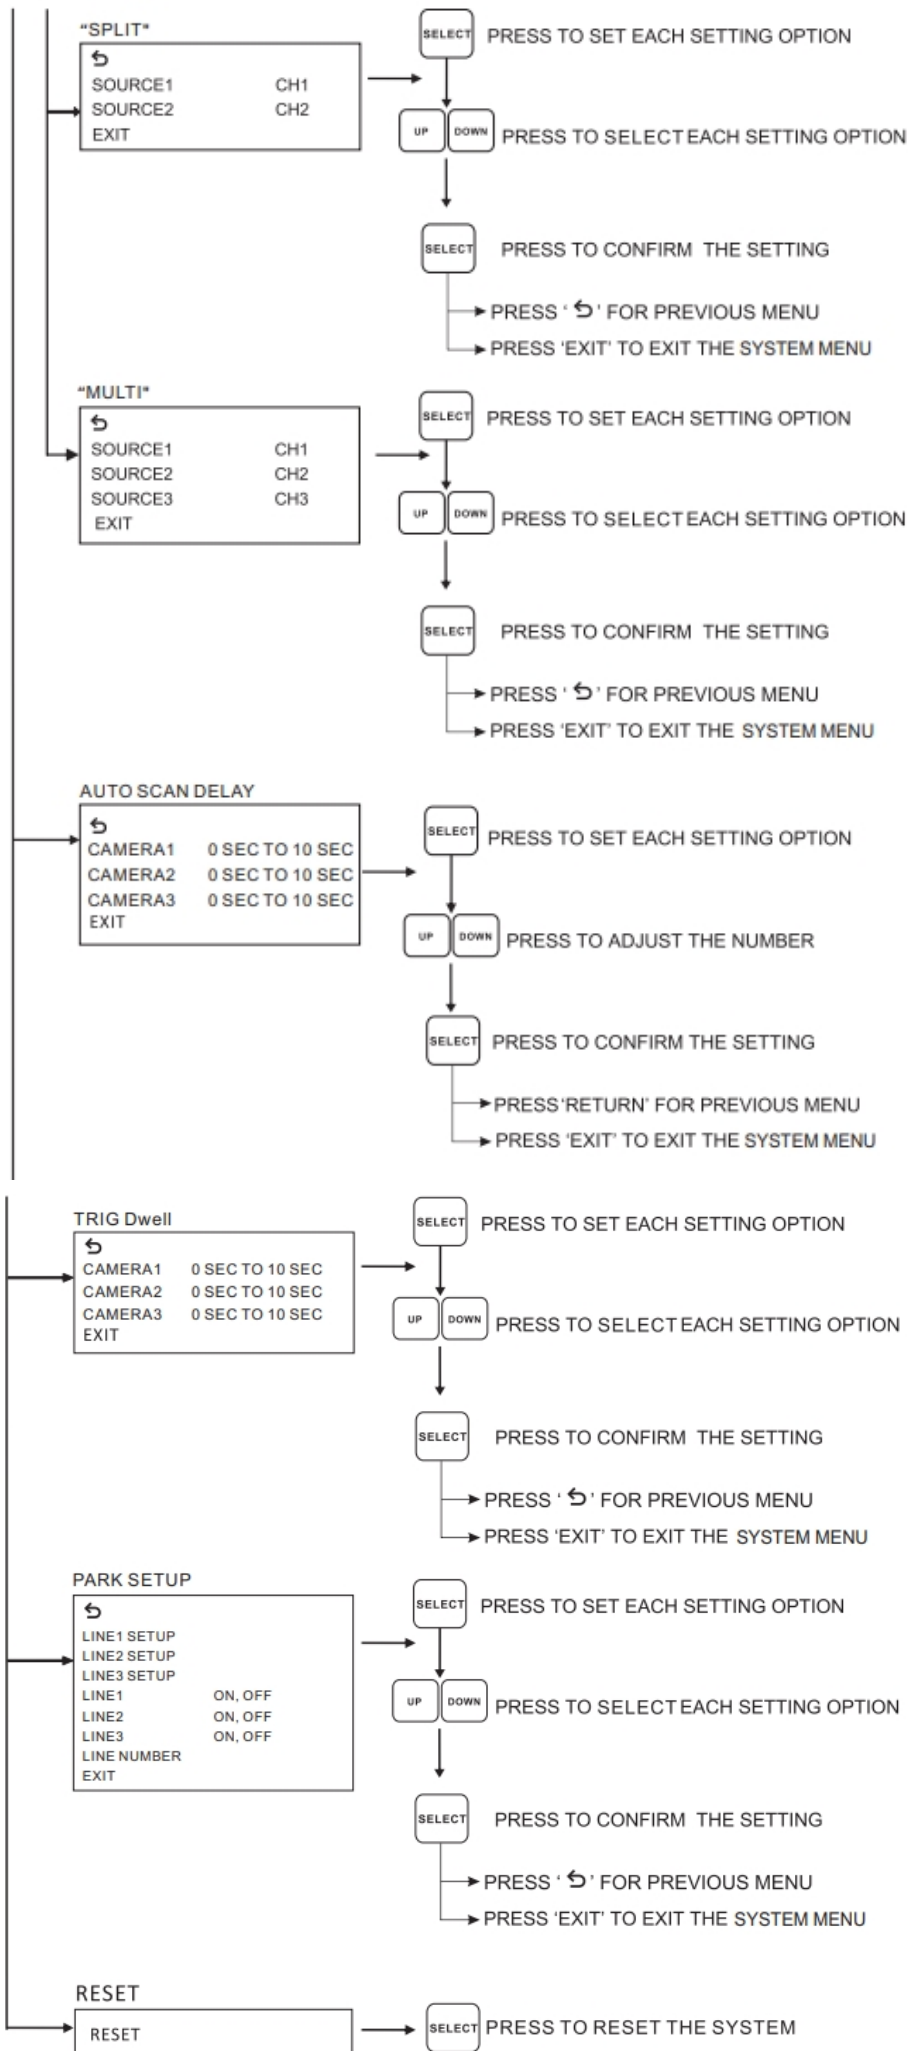 "SPLIT"
SELECT PRESS TO SET EACH SETTING OPTION
SOURCE1 CH1
SOURCE2 CH2
EXIT
UP DOWN PRESS TO SELECT EACH SETTING OPTION
SELECT PRESS TO CONFIRM THE SETTING
PRESS ' ⮌ ' FOR PREVIOUS MENU
PRESS 'EXIT' TO EXIT THE SYSTEM MENU
"MULTI"
SELECT PRESS TO SET EACH SETTING OPTION
SOURCE1 CH1
SOURCE2 CH2
SOURCE3 CH3
EXIT
UP DOWN PRESS TO SELECT EACH SETTING OPTION
SELECT PRESS TO CONFIRM THE SETTING
PRESS ' ⮌ ' FOR PREVIOUS MENU
PRESS 'EXIT' TO EXIT THE SYSTEM MENU
AUTO SCAN DELAY
SELECT PRESS TO SET EACH SETTING OPTION
CAMERA1 0 SEC TO 10 SEC
CAMERA2 0 SEC TO 10 SEC
CAMERA3 0 SEC TO 10 SEC
EXIT
UP DOWN PRESS TO ADJUST THE NUMBER
SELECT PRESS TO CONFIRM THE SETTING
PRESS 'RETURN' FOR PREVIOUS MENU
PRESS 'EXIT' TO EXIT THE SYSTEM MENU
TRIG Dwell
SELECT PRESS TO SET EACH SETTING OPTION
CAMERA1 0 SEC TO 10 SEC
CAMERA2 0 SEC TO 10 SEC
CAMERA3 0 SEC TO 10 SEC
EXIT
UP DOWN PRESS TO SELECT EACH SETTING OPTION
SELECT PRESS TO CONFIRM THE SETTING
PRESS ' ⮌ ' FOR PREVIOUS MENU
PRESS 'EXIT' TO EXIT THE SYSTEM MENU
PARK SETUP
SELECT PRESS TO SET EACH SETTING OPTION
LINE1 SETUP
LINE2 SETUP
LINE3 SETUP
LINE1 ON, OFF
LINE2 ON, OFF
LINE3 ON, OFF
LINE NUMBER
EXIT
UP DOWN PRESS TO SELECT EACH SETTING OPTION
SELECT PRESS TO CONFIRM THE SETTING
PRESS ' ⮌ ' FOR PREVIOUS MENU
PRESS 'EXIT' TO EXIT THE SYSTEM MENU
RESET
RESET
SELECT PRESS TO RESET THE SYSTEM